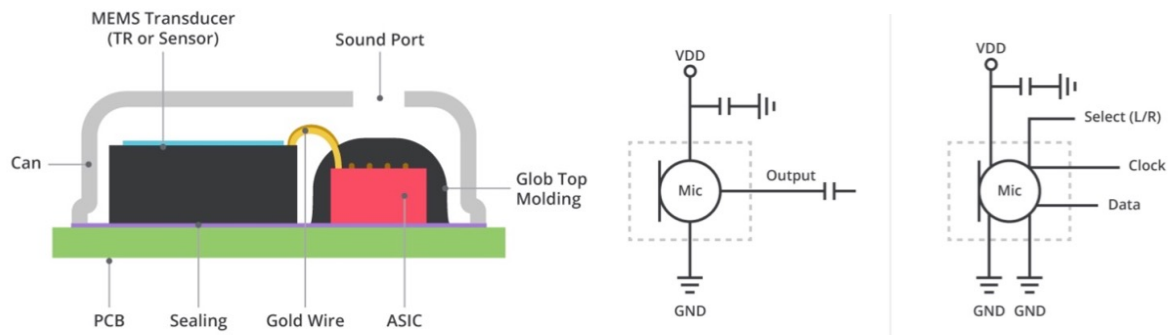 MEMS Transducer
(TR or Sensor)
Sound Port
Can
Glob Top
Molding
PCB
Sealing
Gold Wire
ASIC
VDD
Mic
Output
GND
VDD
Select (L/R)
Clock
Mic
Data
GND GND